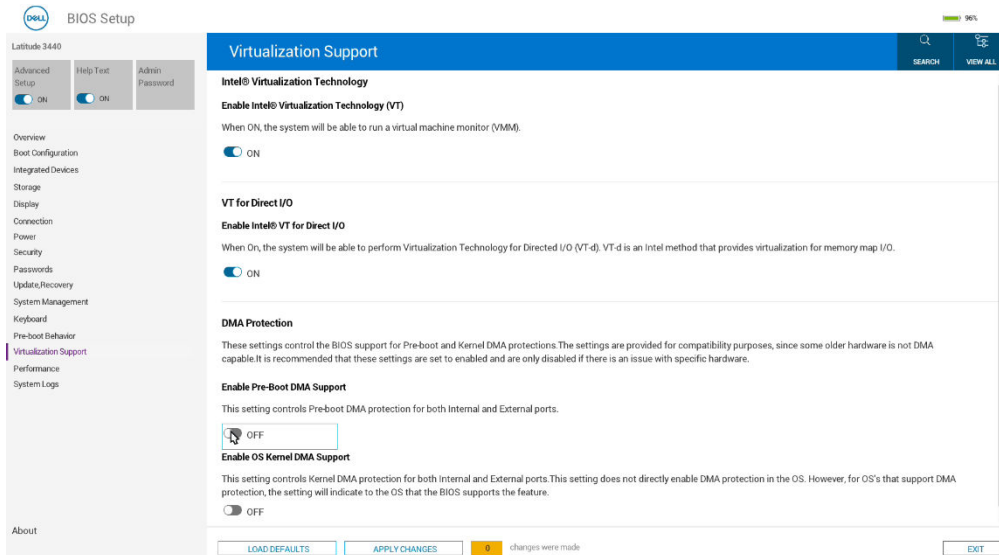 DELL
BIOS Setup
96%
Latitude 3440
Advanced Setup
ON
Help Text
ON
Admin Password
Overview
Boot Configuration
Integrated Devices
Storage
Display
Connection
Power
Security
Passwords
Update,Recovery
System Management
Keyboard
Pre-boot Behavior
Virtualization Support
Performance
System Logs
About
Virtualization Support
SEARCH
VIEW ALL
Intel® Virtualization Technology
Enable Intel® Virtualization Technology (VT)
When ON, the system will be able to run a virtual machine monitor (VMM).
ON
VT for Direct I/O
Enable Intel® VT for Direct I/O
When On, the system will be able to perform Virtualization Technology for Directed I/O (VT-d). VT-d is an Intel method that provides virtualization for memory map I/O.
ON
DMA Protection
These settings control the BIOS support for Pre-boot and Kernel DMA protections.The settings are provided for compatibility purposes, since some older hardware is not DMA
capable.It is recommended that these settings are set to enabled and are only disabled if there is an issue with specific hardware.
Enable Pre-Boot DMA Support
This setting controls Pre-boot DMA protection for both Internal and External ports.
OFF
Enable OS Kernel DMA Support
This setting controls Kernel DMA protection for both Internal and External ports.This setting does not directly enable DMA protection in the OS. However, for OS's that support DMA
protection, the setting will indicate to the OS that the BIOS supports the feature.
OFF
LOAD DEFAULTS
APPLY CHANGES
0 changes were made
EXIT